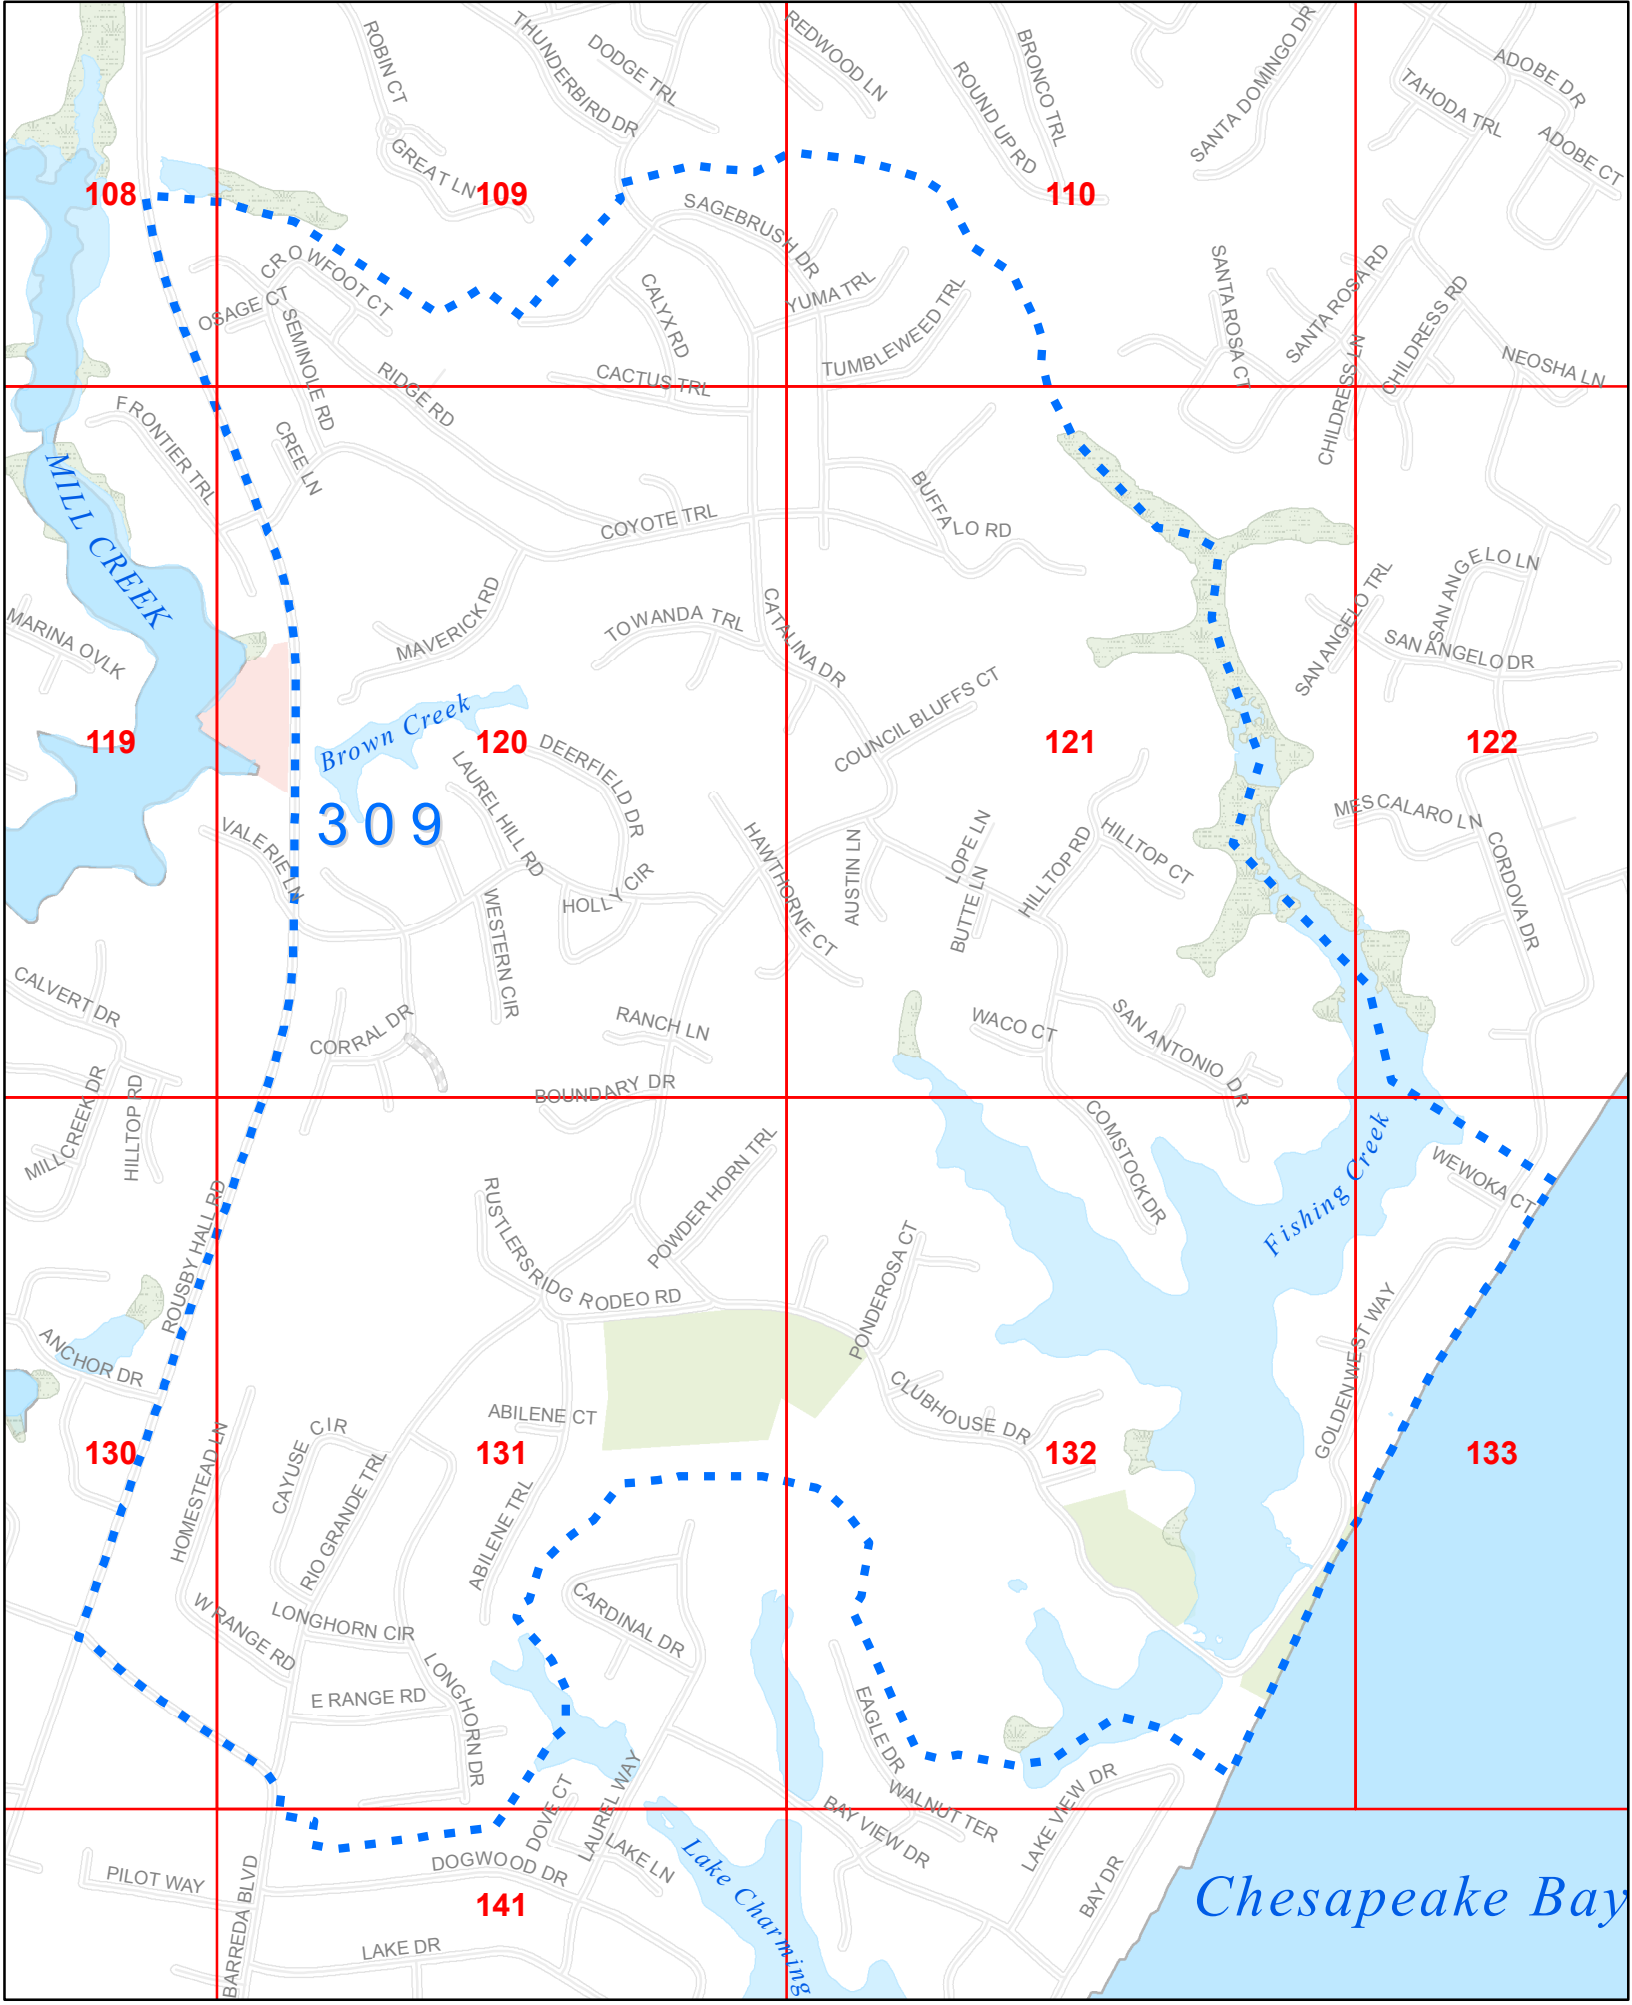 ROBIN CT
THUNDERBIRD DR
DODGE TRL
REDWOOD LN
ROUND UP RD
BRONCO TRL
SANTA DOMINGO DR
ADOBE DR
TAHODA TRL
ADOBE CT
GREAT LN
108
109
110
SAGEBRUSH DR
CROWFOOT CT
OSAGE CT
SEMINOLE RD
CALYX RD
YUMA TRL
TUMBLEWEED TRL
SANTA ROSA CT
SANTA ROSA RD
CHILDRESS RD
CHILDRESS LN
NEOSHA LN
RIDGE RD
CACTUS TRL
FRONTIER TRL
CREE LN
MILL CREEK
COYOTE TRL
BUFFALO RD
MARINA OVLK
MAVERICK RD
TOWANDA TRL
CATALINA DR
SAN ANGELO TRL
SAN ANGELO LN
SAN ANGELO DR
COUNCIL BLUFFS CT
Brown Creek
119
120
121
122
309
DEERFIELD DR
LAUREL HILL RD
VALERIE LN
HOLLY CIR
WESTERN CIR
HAWTHORNE CT
AUSTIN LN
LOPE LN
BUTTE LN
HILLTOP RD
HILLTOP CT
MESCALARO LN
CORDOVA DR
CALVERT DR
CORRAL DR
RANCH LN
WACO CT
SAN ANTONIO DR
BOUNDARY DR
MILLCREEK DR
HILLTOP RD
COMSTOCK DR
Fishing Creek
WEWOKA CT
ROUSBY HALL RD
RUSTLERS RIDG
POWDER HORN TRL
RODEO RD
PONDEROSA CT
GOLDEN WEST WAY
ANCHOR DR
CLUBHOUSE DR
ABILENE CT
CAYUSE CIR
HOMESTEAD LN
RIO GRANDE TRL
ABILENE TRL
130
131
132
133
W RANGE RD
LONGHORN CIR
LONGHORN DR
E RANGE RD
CARDINAL DR
EAGLE DR
WALNUT TER
LAKE VIEW DR
BAY VIEW DR
BAY DR
DOVE CT
LAUREL WAY
LAKE LN
DOGWOOD DR
PILOT WAY
BARREDA BLVD
141
LAKE DR
Lake Charming
Chesapeake Bay